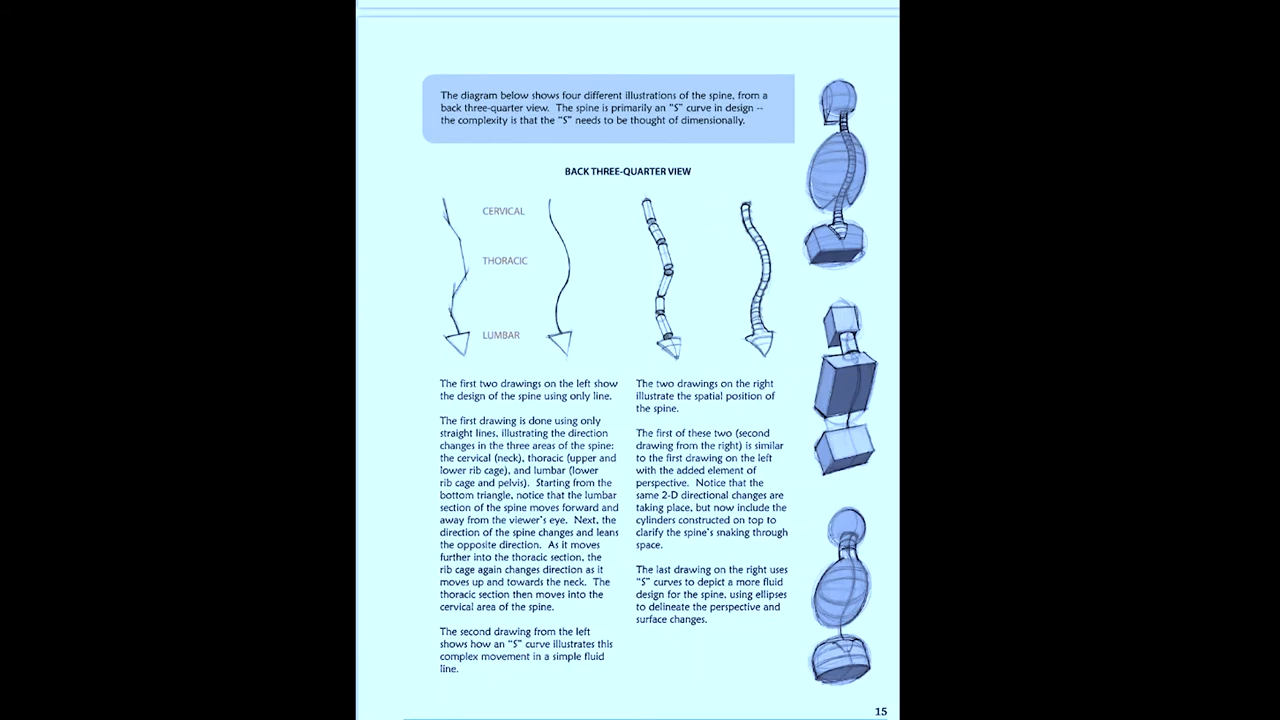 The diagram below shows four different illustrations of the spine, from a
back three-quarter view.  The spine is primarily an "S" curve in design --
the complexity is that the "S" needs to be thought of dimensionally.
BACK THREE-QUARTER VIEW
CERVICAL
THORACIC
LUMBAR
The first two drawings on the left show
the design of the spine using only line.
The first drawing is done using only
straight lines, illustrating the direction
changes in the three areas of the spine:
the cervical (neck), thoracic (upper and
lower rib cage), and lumbar (lower
rib cage and pelvis).  Starting from the
bottom triangle, notice that the lumbar
section of the spine moves forward and
away from the viewer's eye.  Next, the
direction of the spine changes and leans
the opposite direction.  As it moves
further into the thoracic section, the
rib cage again changes direction as it
moves up and towards the neck.  The
thoracic section then moves into the
cervical area of the spine.
The second drawing from the left
shows how an "S" curve illustrates this
complex movement in a simple fluid
line.
The two drawings on the right
illustrate the spatial position of
the spine.
The first of these two (second
drawing from the right) is similar
to the first drawing on the left
with the added element of
perspective.  Notice that the
same 2-D directional changes are
taking place, but now include the
cylinders constructed on top to
clarify the spine's snaking through
space.
The last drawing on the right uses
"S" curves to depict a more fluid
design for the spine, using ellipses
to delineate the perspective and
surface changes.
15